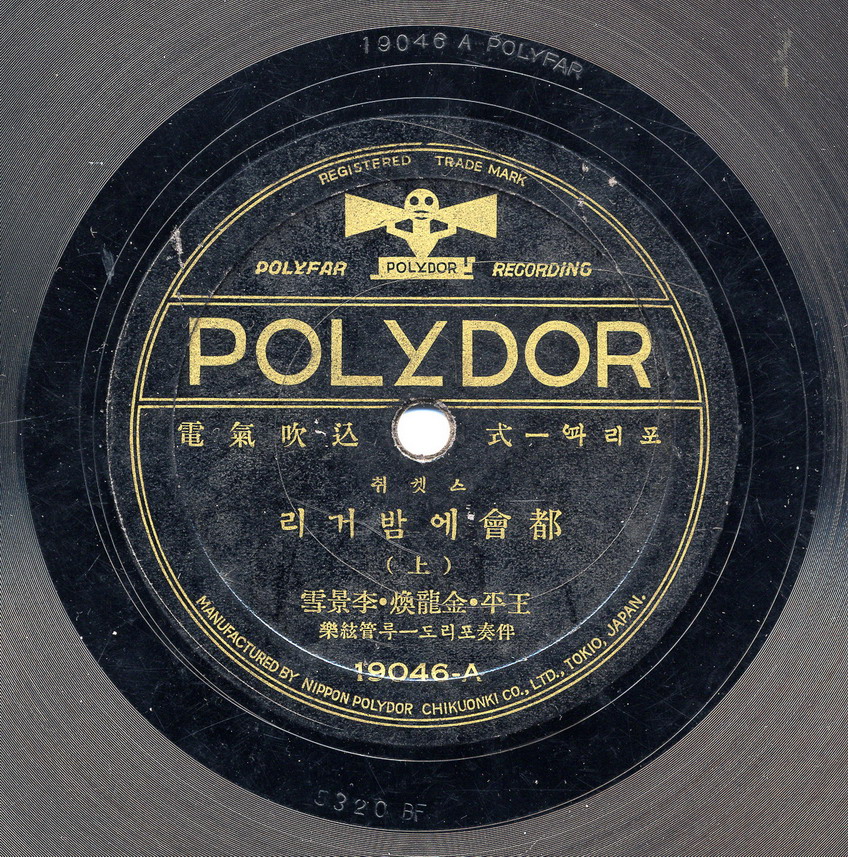 19046 A POLYFAR
REGISTERED TRADE MARK
POLYFAR POLYDOR RECORDING
POLYDOR
電氣吹込
스켓취
都會에밤거리
(上)
王平•金龍煥•李景雪
伴奏포리도ー루管絃樂
19046-A
MANUFACTURED BY NIPPON POLYDOR CHIKUONKI CO., LTD., TOKIO, JAPAN.
5320 BF